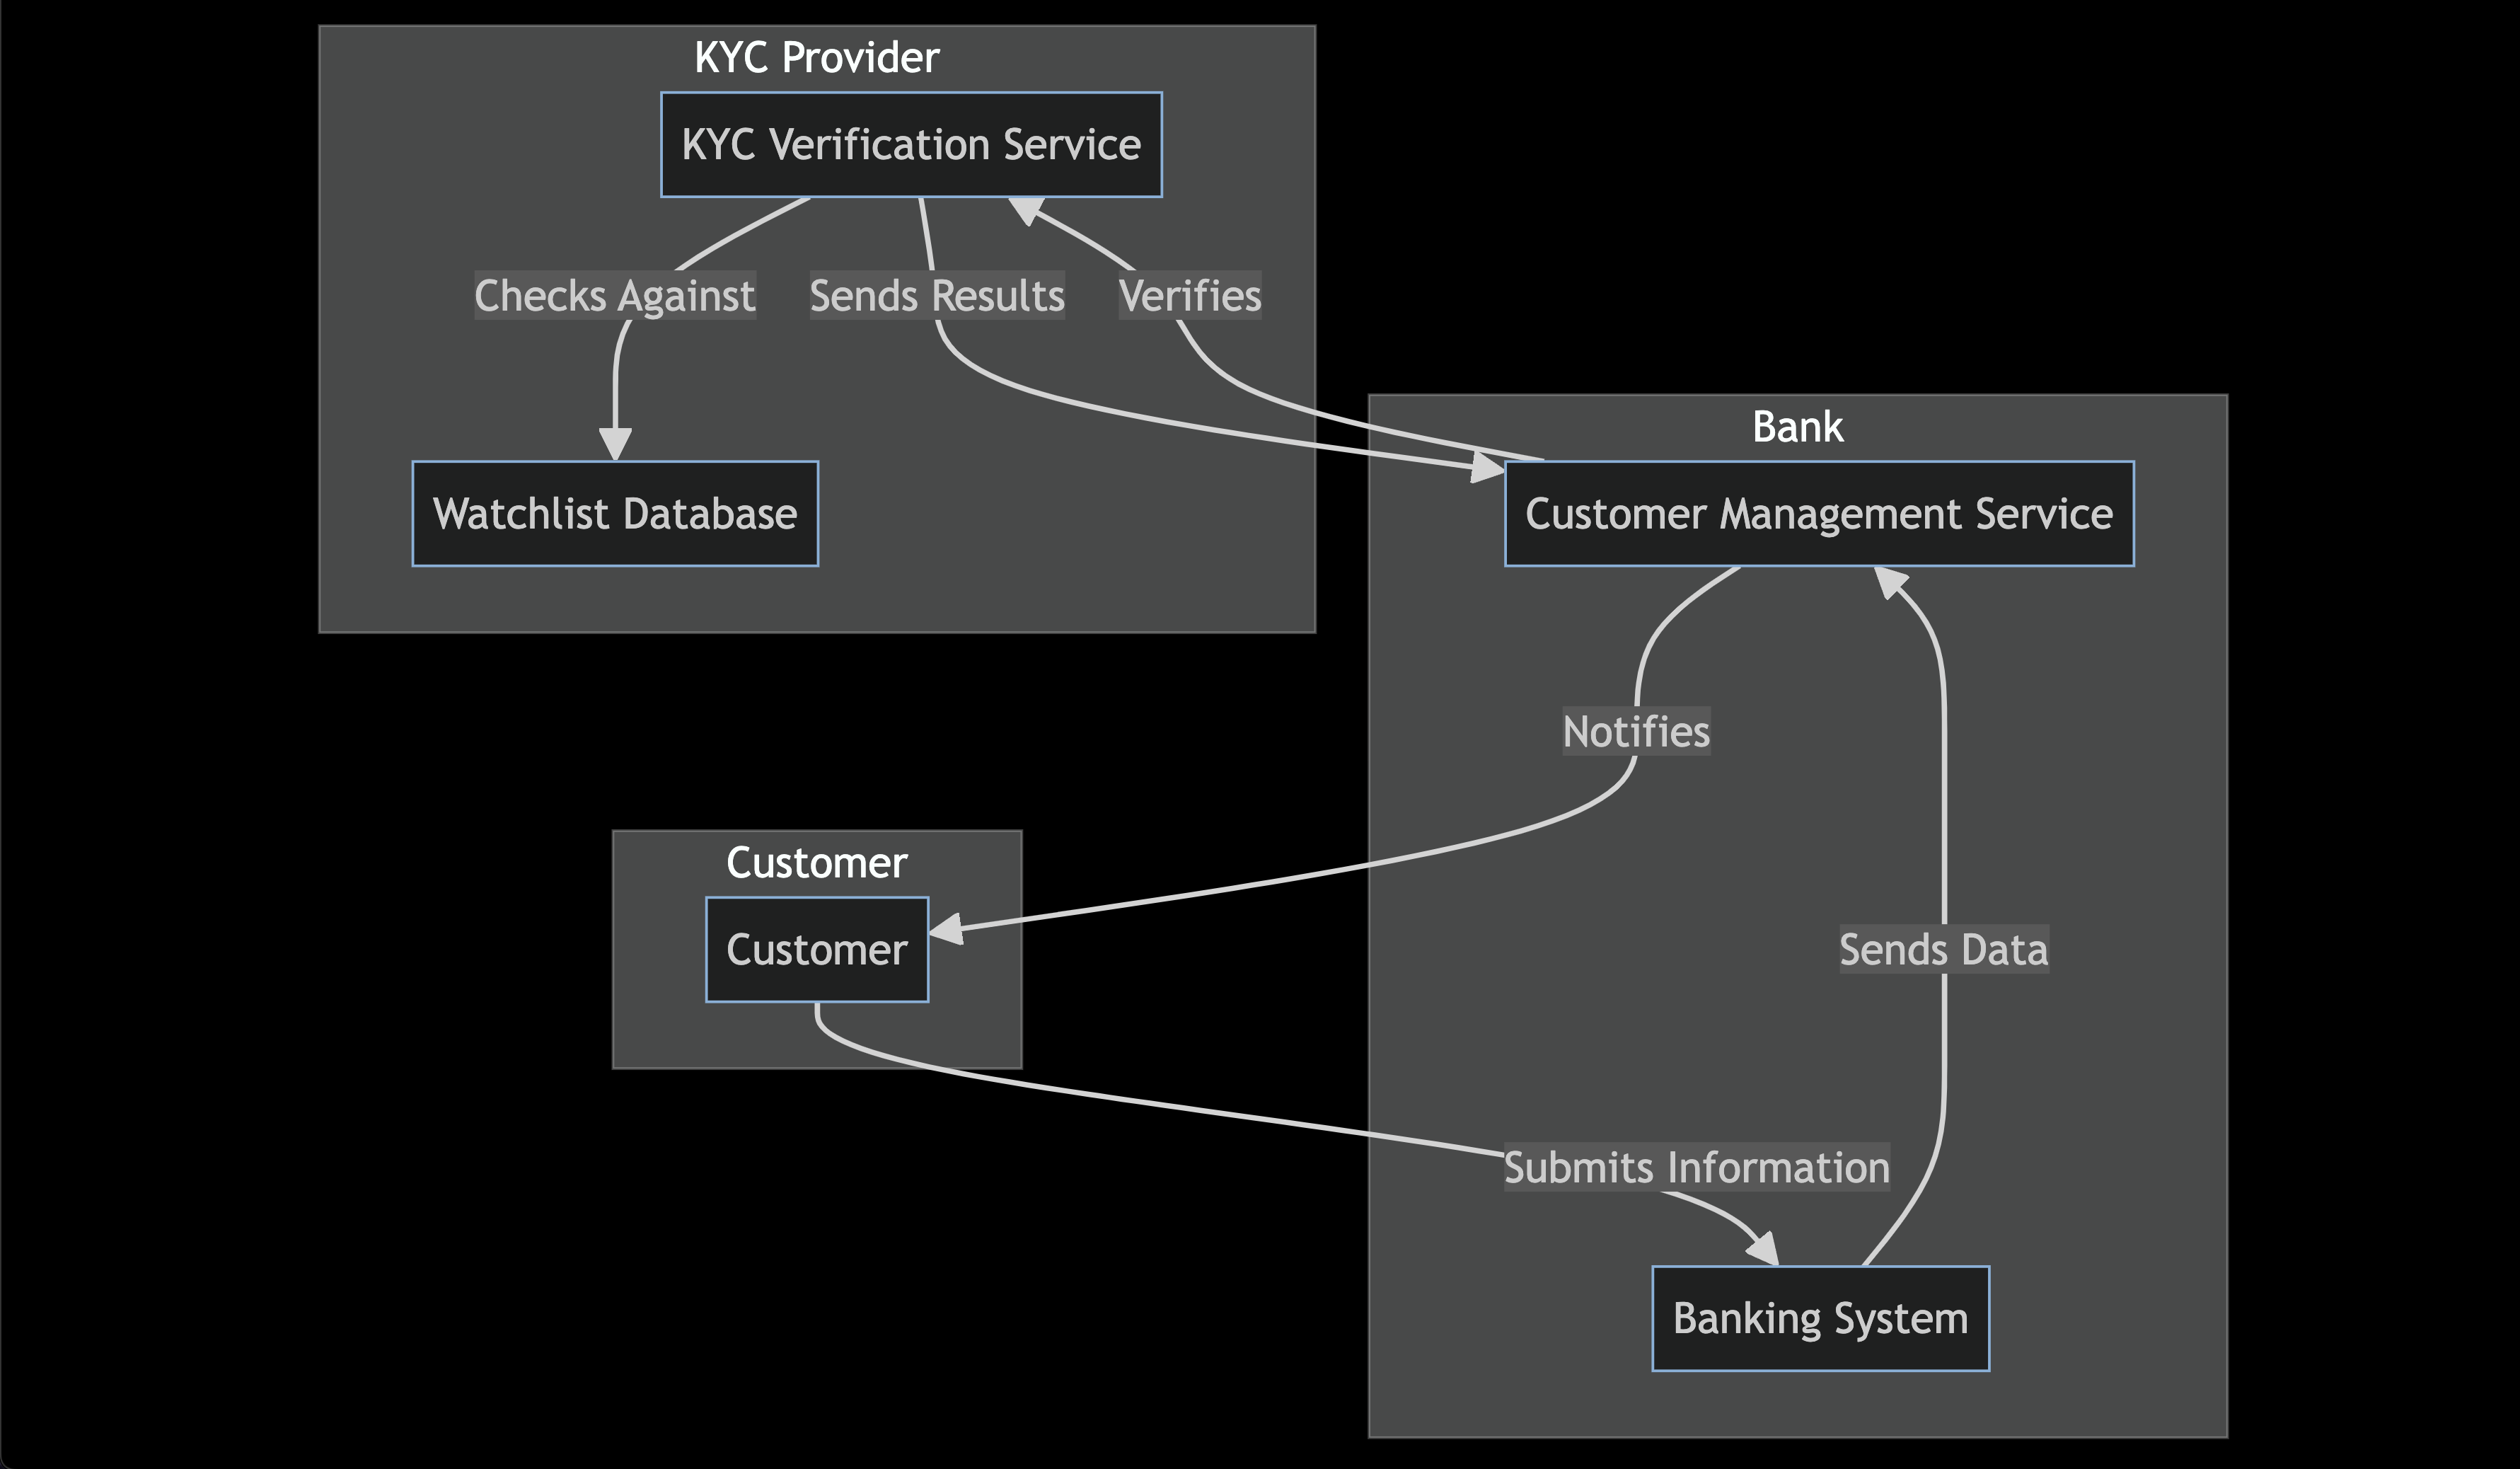 KYC Provider
KYC Verification Service
Checks Against
Sends Results
Verifies
Watchlist Database
Bank
Customer Management Service
Notifies
Customer
Customer
Sends Data
Submits Information
Banking System